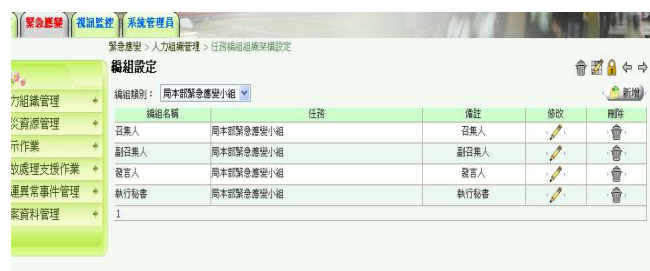 緊急應變 視訊監控 系統管理員
緊急應變 > 人力組織管理 > 任務編組組織架構設定
編組設定
力組織管理
災資源管理
示作業
故處理支援作業
運異常事件管理
案資料管理
編組類別： 局本部緊急應變小組
新增
編組名稱 任務 備註 修改 刪除
召集人 局本部緊急應變小組 召集人
副召集人 局本部緊急應變小組 副召集人
發言人 局本部緊急應變小組 發言人
執行秘書 局本部緊急應變小組 執行秘書
1